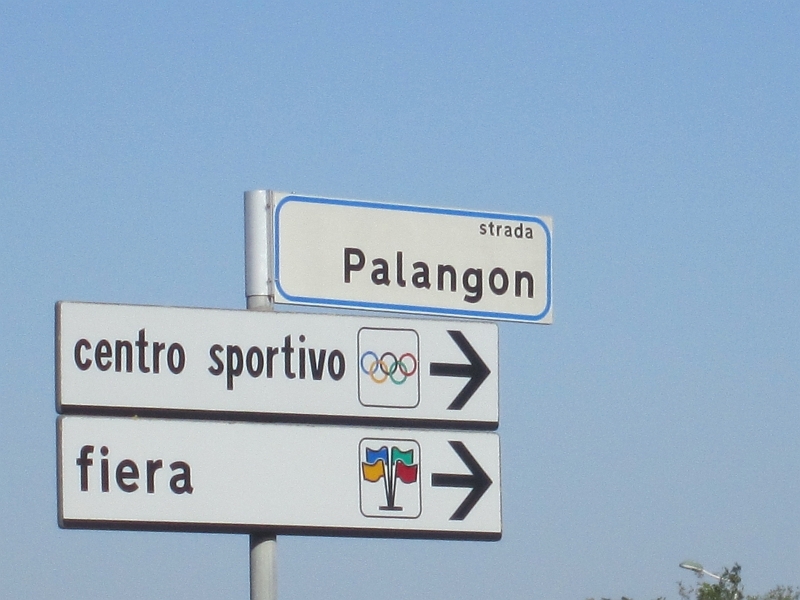 strada
Palangon
centro sportivo
fiera